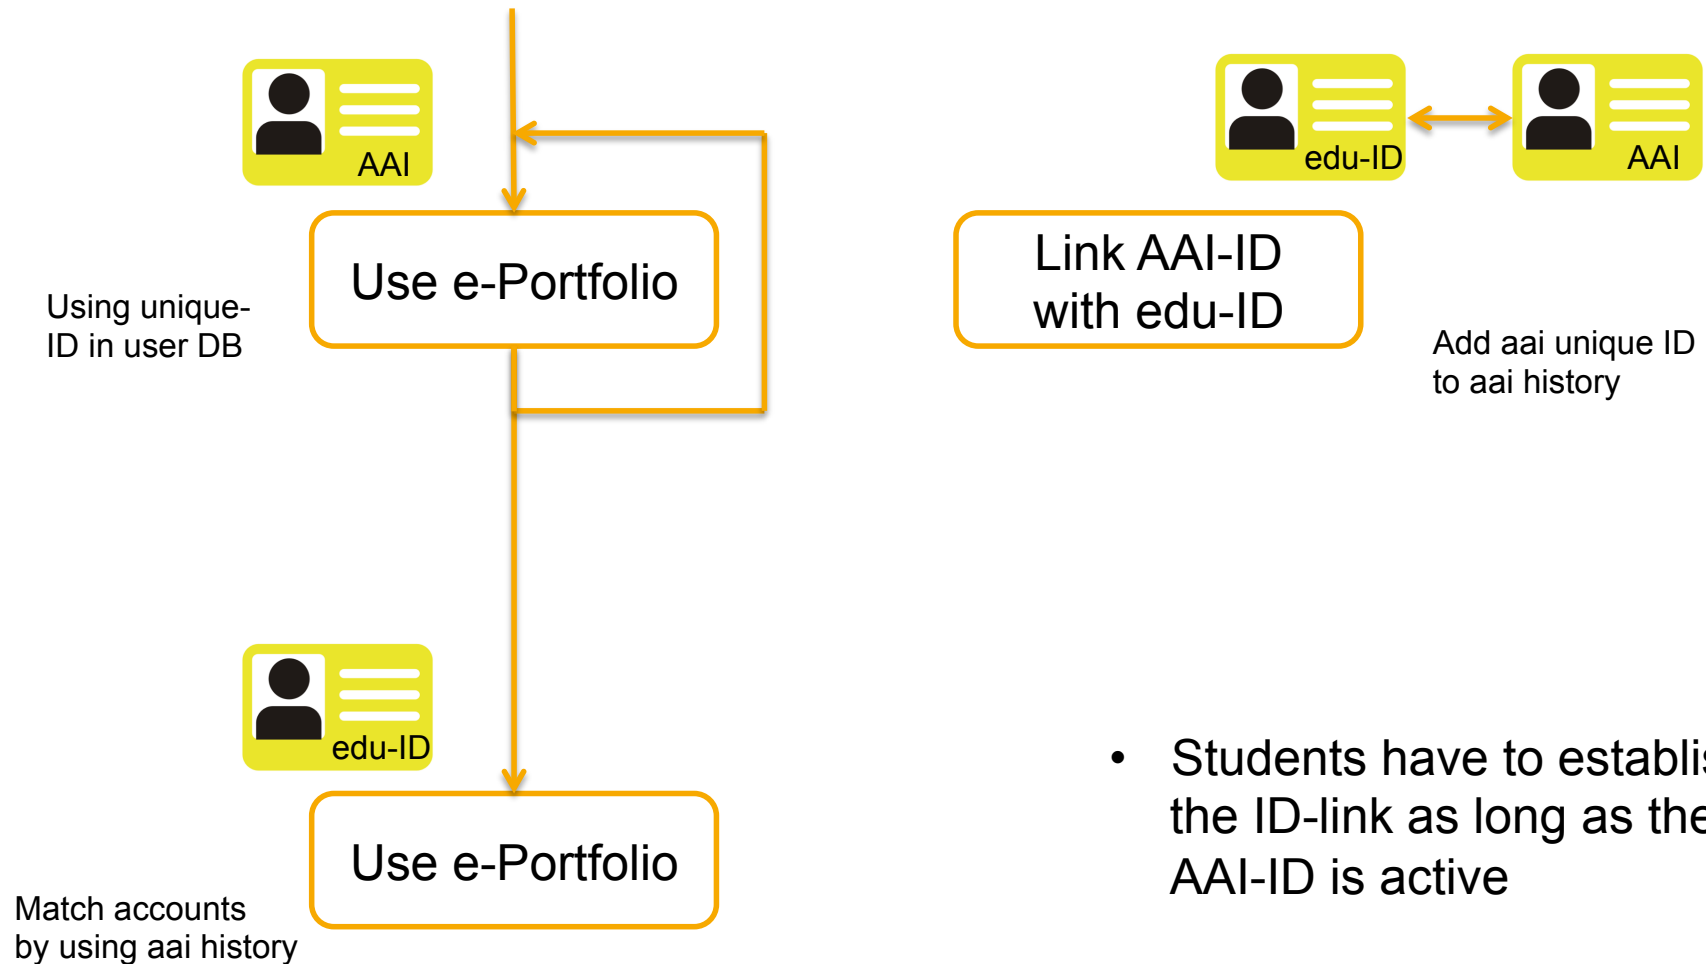 AAI
Use e-Portfolio
Using unique-
ID in user DB
edu-ID
AAI
Link AAI-ID
with edu-ID
Add aai unique ID
to aai history
edu-ID
Use e-Portfolio
Match accounts
by using aai history
• Students have to establis
the ID-link as long as the
AAI-ID is active